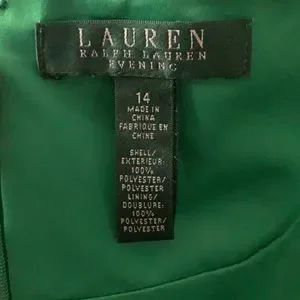 LAUREN
RALPH LAUREN
EVENING
14
MADE IN
CHINA
FABRIQUE EN
CHINE
SHELL/
EXTERIEUR:
100%
POLYESTER/
POLYESTER
LINING/
DOUBLURE:
100%
POLYESTER/
POLYESTER